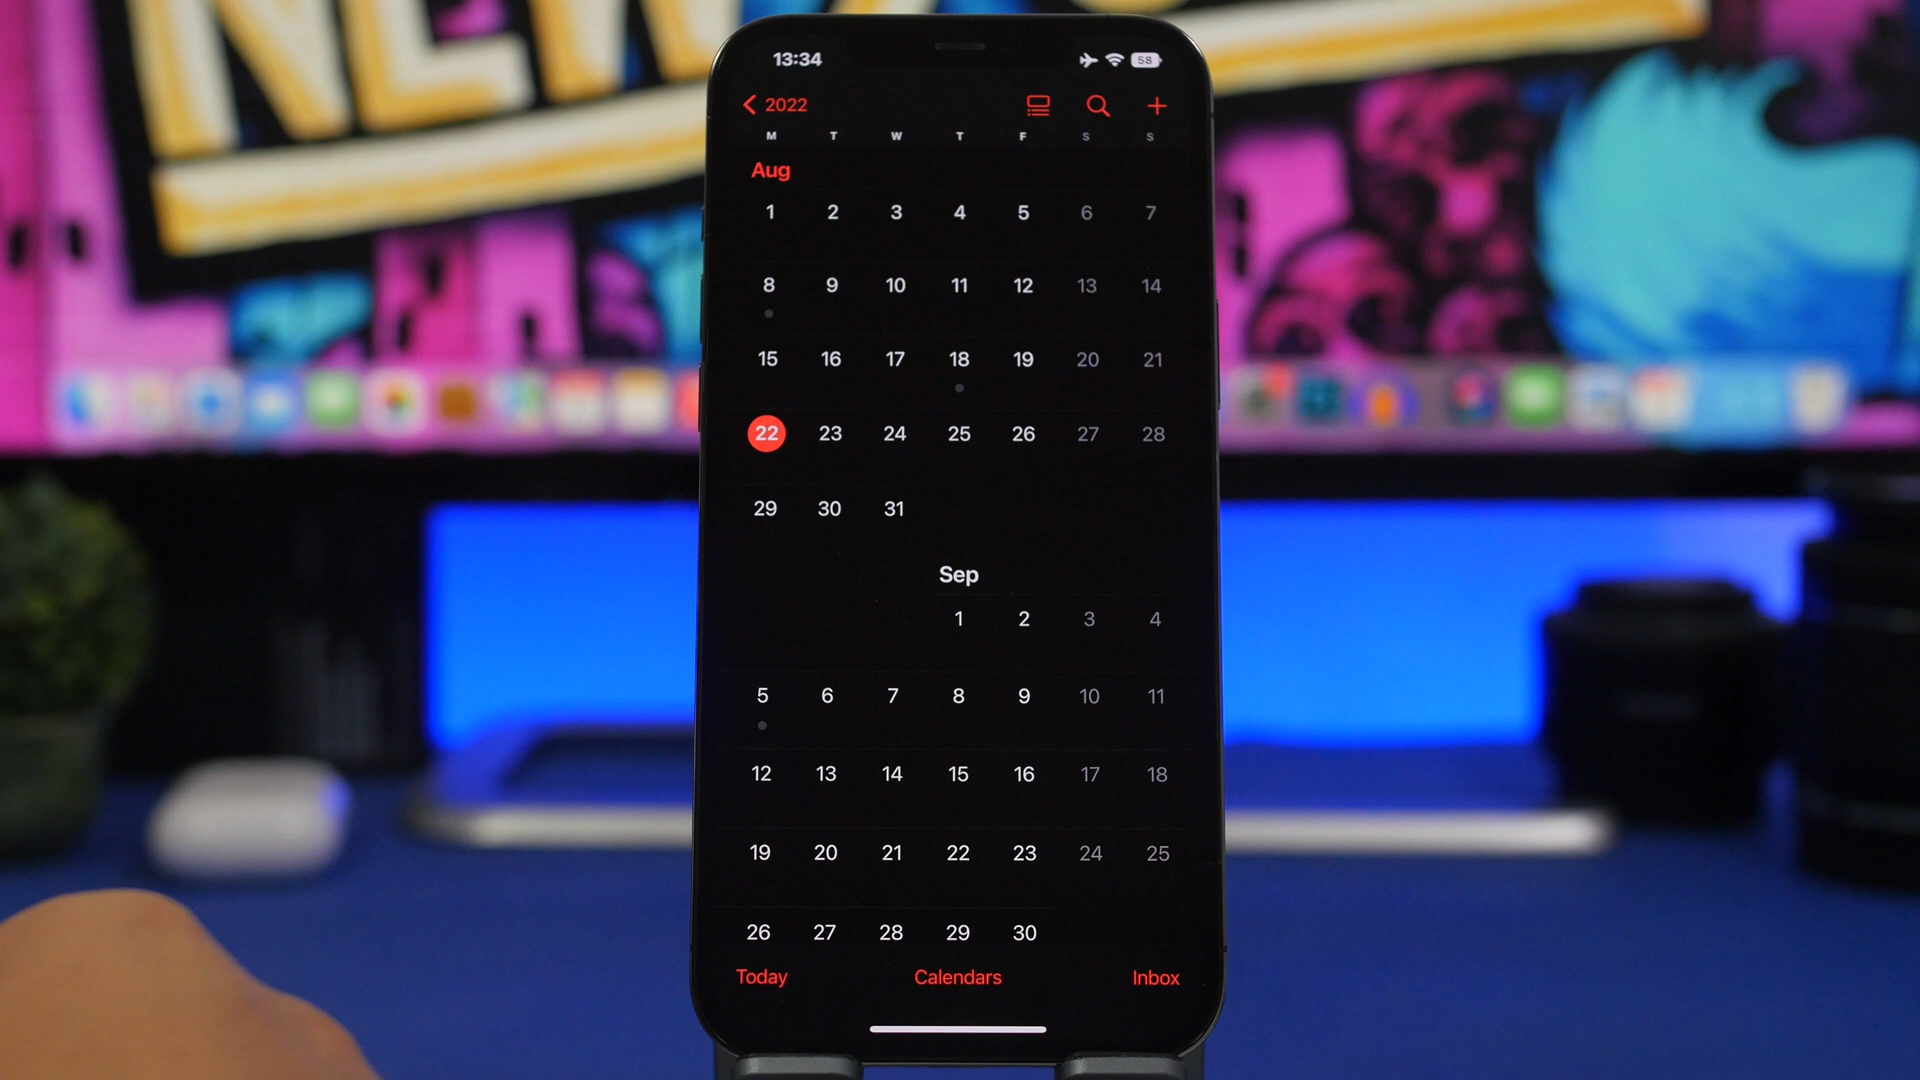 NEW
13:34 58
2022
M T W T F S S
Aug
1 2 3 4 5 6 7
8 9 10 11 12 13 14
15 16 17 18 19 20 21
22 23 24 25 26 27 28
29 30 31
Sep
1 2 3 4
5 6 7 8 9 10 11
12 13 14 15 16 17 18
19 20 21 22 23 24 25
26 27 28 29 30
Today Calendars Inbox